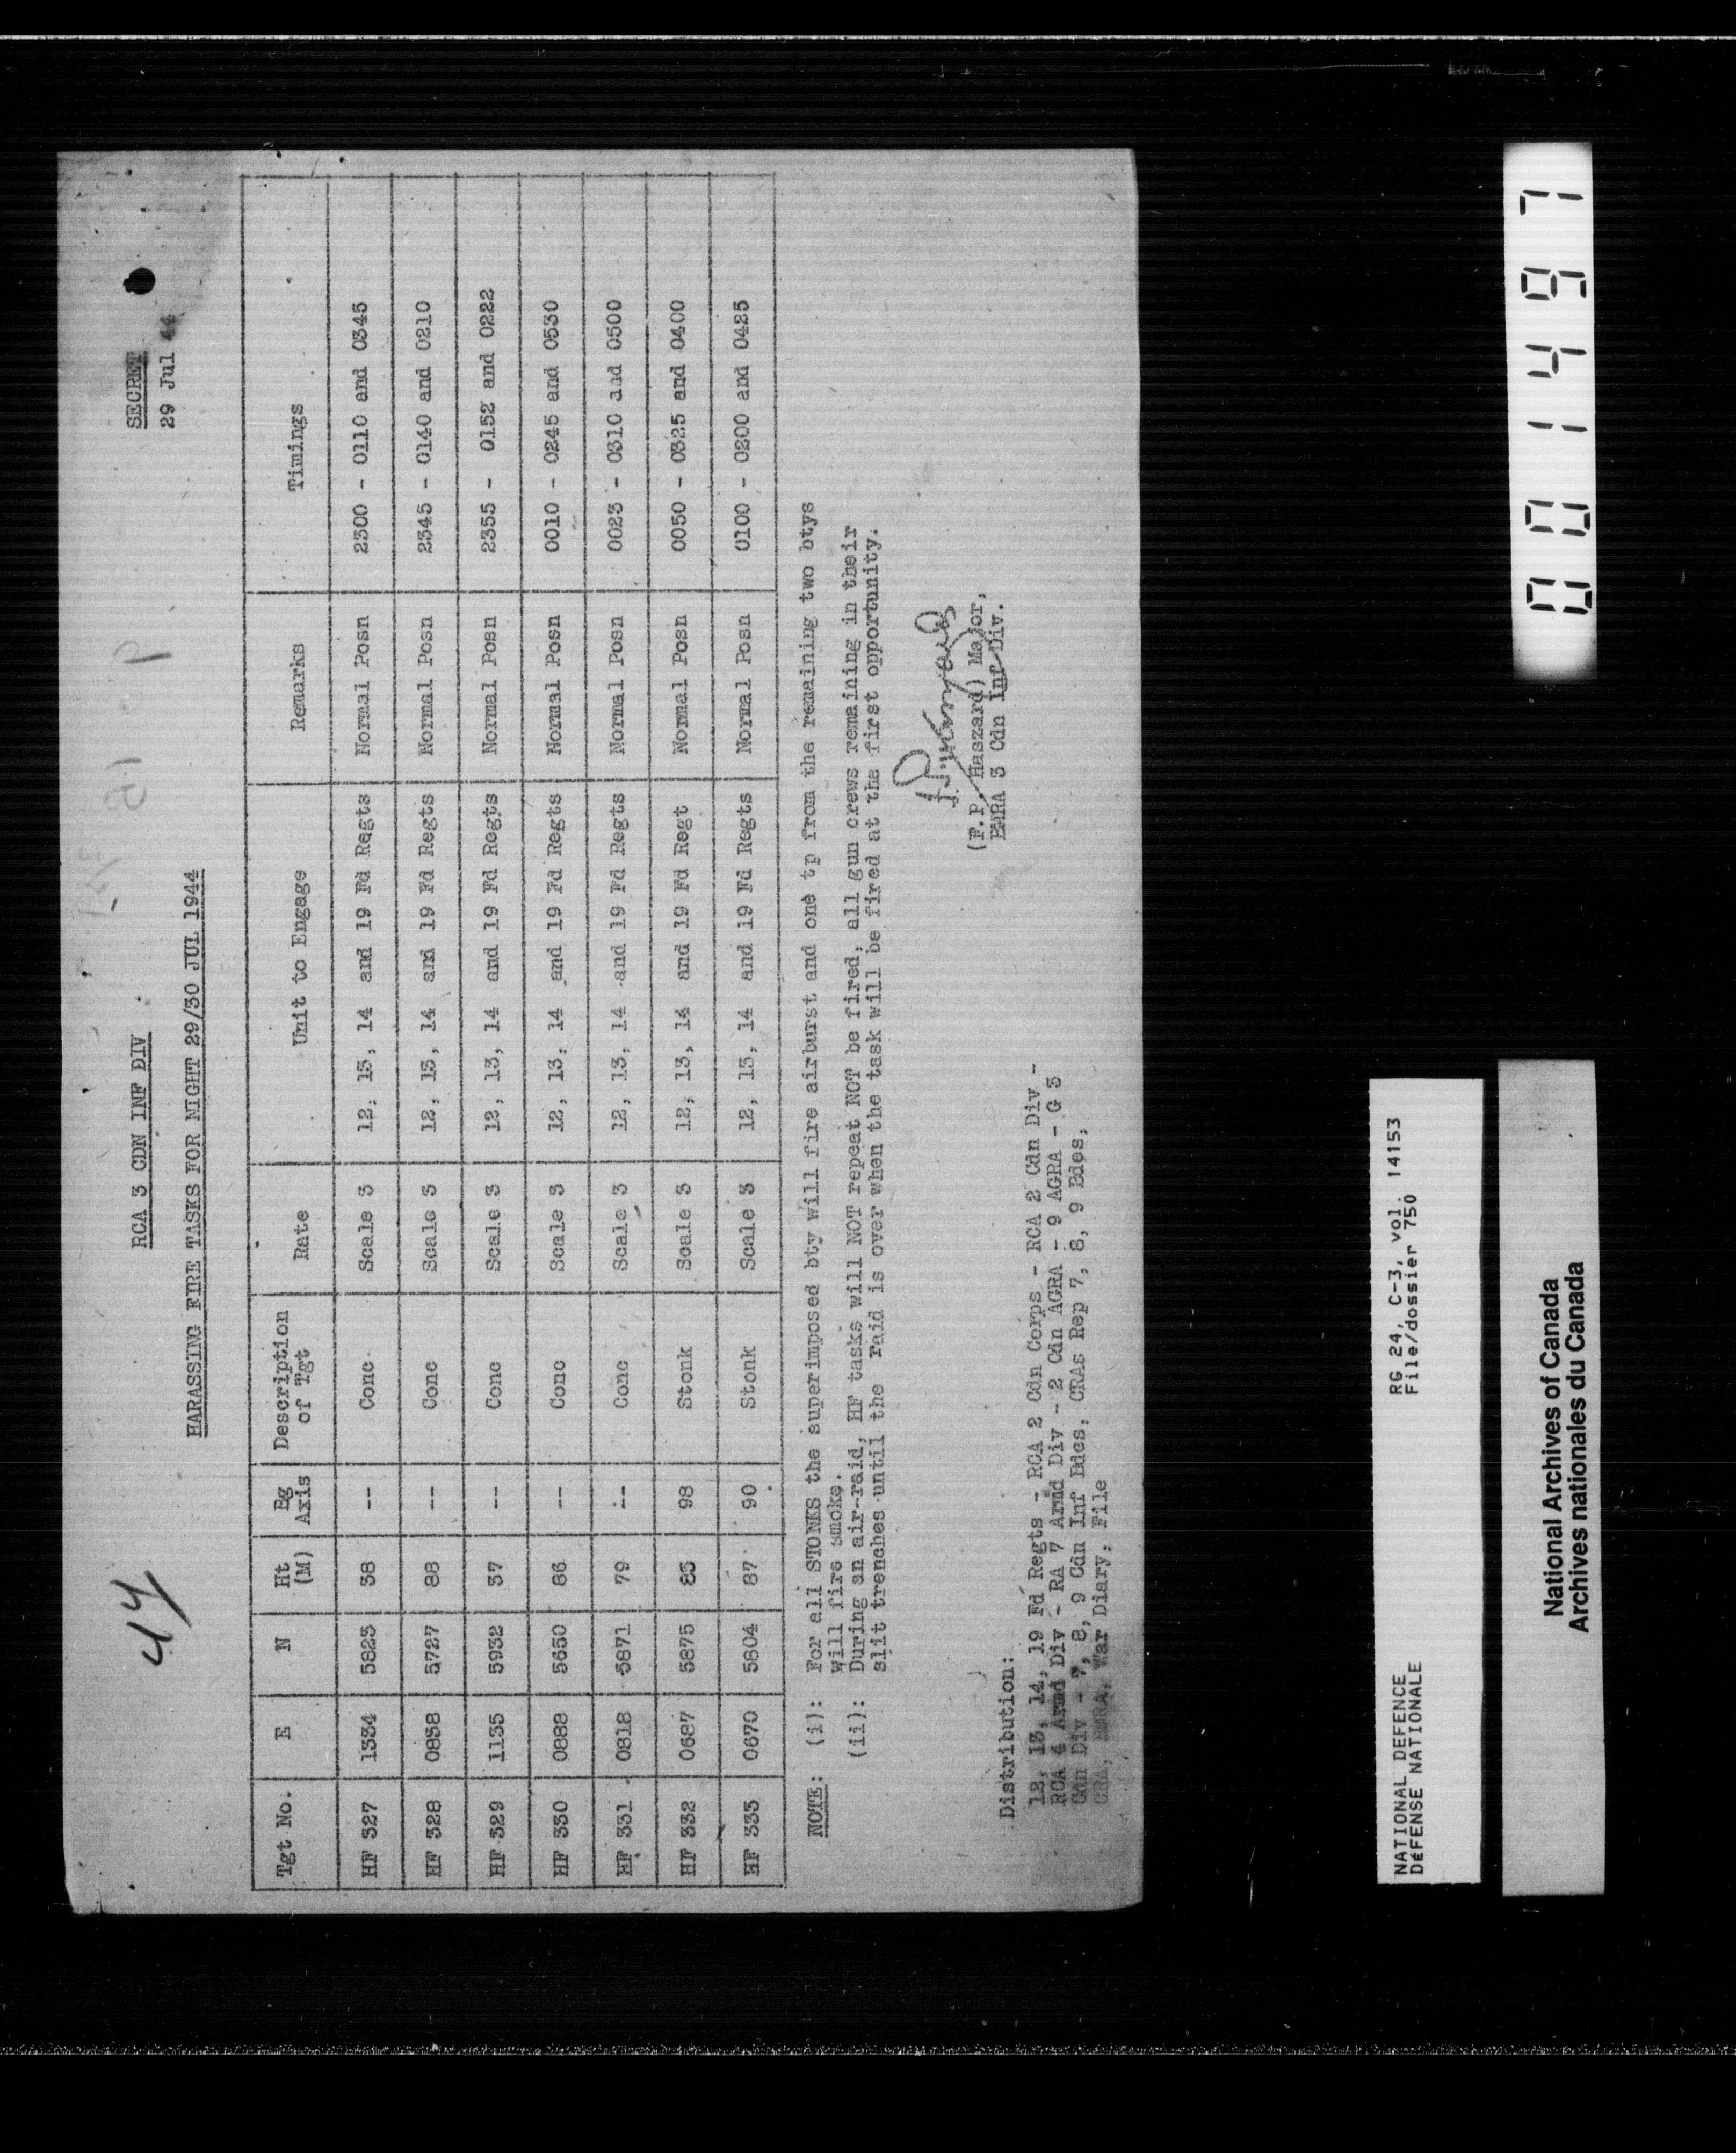 44
SECRET
29 Jul 44
RCA 3 CDN INF DIV
HARASSING FIRE TASKS FOR NIGHT 29/30 JUL 1944
Tgt No. E N Ht (M) Bg Axis Description of Tgt Rate Unit to Engage Remarks Timings
HF 327 1334 5823 38 -- Conc Scale 3 12, 13, 14 and 19 Fd Regts Normal Posn 2300 - 0110 and 0345
HF 328 0838 5727 88 -- Conc Scale 3 12, 13, 14 and 19 Fd Regts Normal Posn 2345 - 0140 and 0210
HF 329 1135 5932 37 -- Conc Scale 3 12, 13, 14 and 19 Fd Regts Normal Posn 2355 - 0152 and 0222
HF 330 0888 5650 86 -- Conc Scale 3 12, 13, 14 and 19 Fd Regts Normal Posn 0010 - 0245 and 0530
HF 331 0818 5871 79 -- Conc Scale 3 12, 13, 14 and 19 Fd Regts Normal Posn 0023 - 0310 and 0500
HF 332 0687 5875 83 98 Stonk Scale 3 12, 13, 14 and 19 Fd Regt Normal Posn 0050 - 0325 and 0400
HF 333 0670 5804 87 90 Stonk Scale 3 12, 13, 14 and 19 Fd Regts Normal Posn 0100 - 0200 and 0425
NOTE: (i): For all STONKS the superimposed bty will fire airburst and one tp from the remaining two btys
will fire smoke.
(ii): During an air-raid, HF tasks will NOT repeat NOT be fired, all gun crews remaining in their
slit trenches until the raid is over when the task will be fired at the first opportunity.
(F.P. Haszard) Major,
BMRA 3 Cdn Inf Div.
Distribution:
12, 13, 14, 19 Fd Regts - RCA 2 Cdn Corps - RCA 2 Cdn Div -
RCA 4 Armd Div - RA 7 Armd Div - 2 Cdn AGRA - 9 AGRA - G 3
Cdn Div - 7, 8, 9 Cdn Inf Bdes, CRAs Rep 7, 8, 9 Bdes,
CRA, BMRA, War Diary, File
NATIONAL DEFENCE
DÉFENSE NATIONALE
RG 24, C-3, vol. 14153
File/dossier 750
National Archives of Canada
Archives nationales du Canada
001497